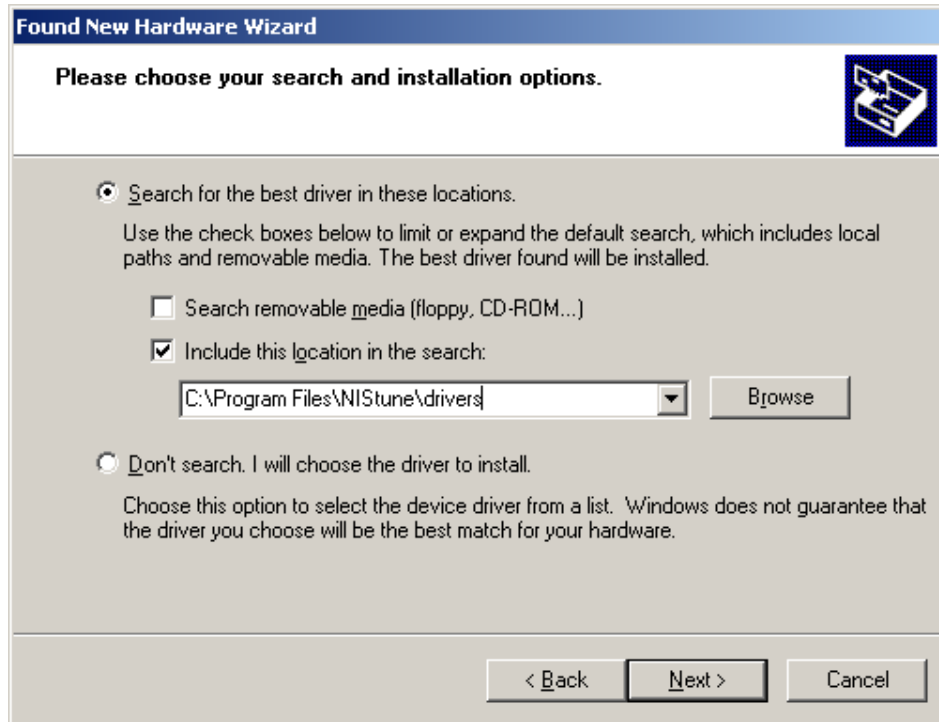 Found New Hardware Wizard
Please choose your search and installation options.
Search for the best driver in these locations.
Use the check boxes below to limit or expand the default search, which includes local
paths and removable media. The best driver found will be installed.
Search removable media (floppy, CD-ROM...)
Include this location in the search:
C:\Program Files\NIStune\drivers
Browse
Don't search. I will choose the driver to install.
Choose this option to select the device driver from a list. Windows does not guarantee that
the driver you choose will be the best match for your hardware.
< Back
Next >
Cancel